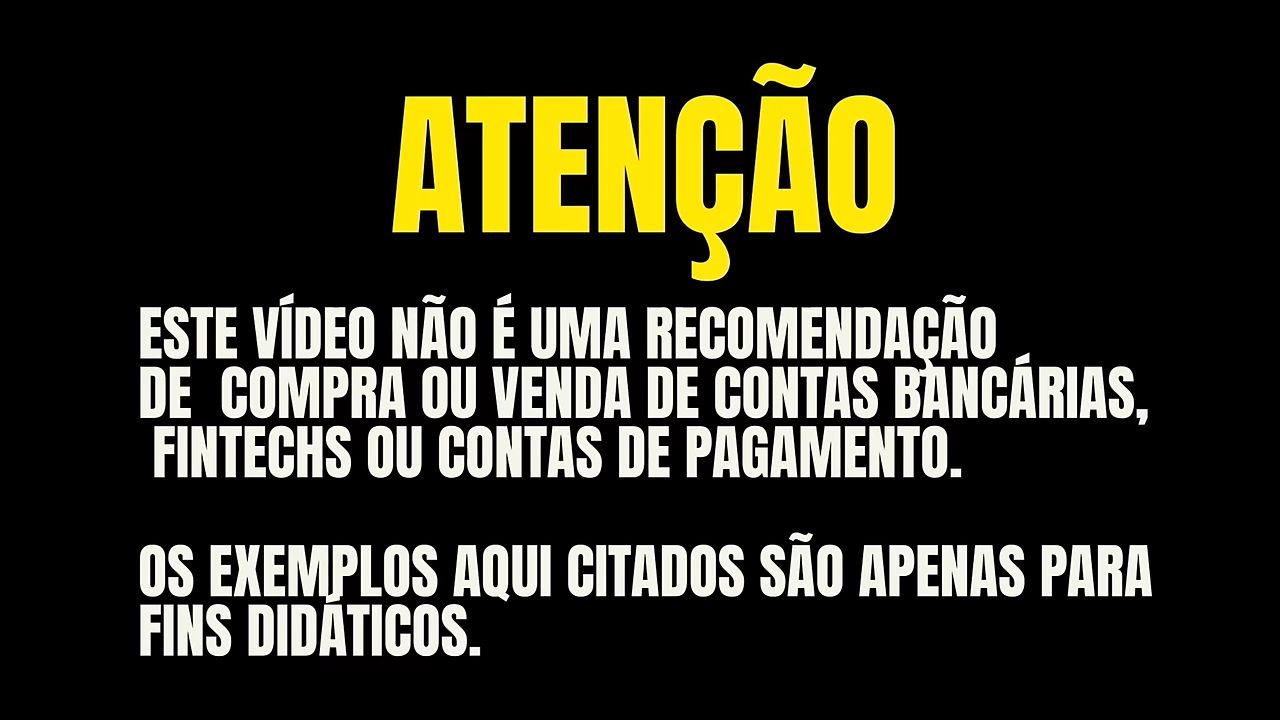 ATENÇÃO
ESTE VÍDEO NÃO É UMA RECOMENDAÇÃO
DE COMPRA OU VENDA DE CONTAS BANCÁRIAS,
FINTECHS OU CONTAS DE PAGAMENTO.
OS EXEMPLOS AQUI CITADOS SÃO APENAS PARA
FINS DIDÁTICOS.